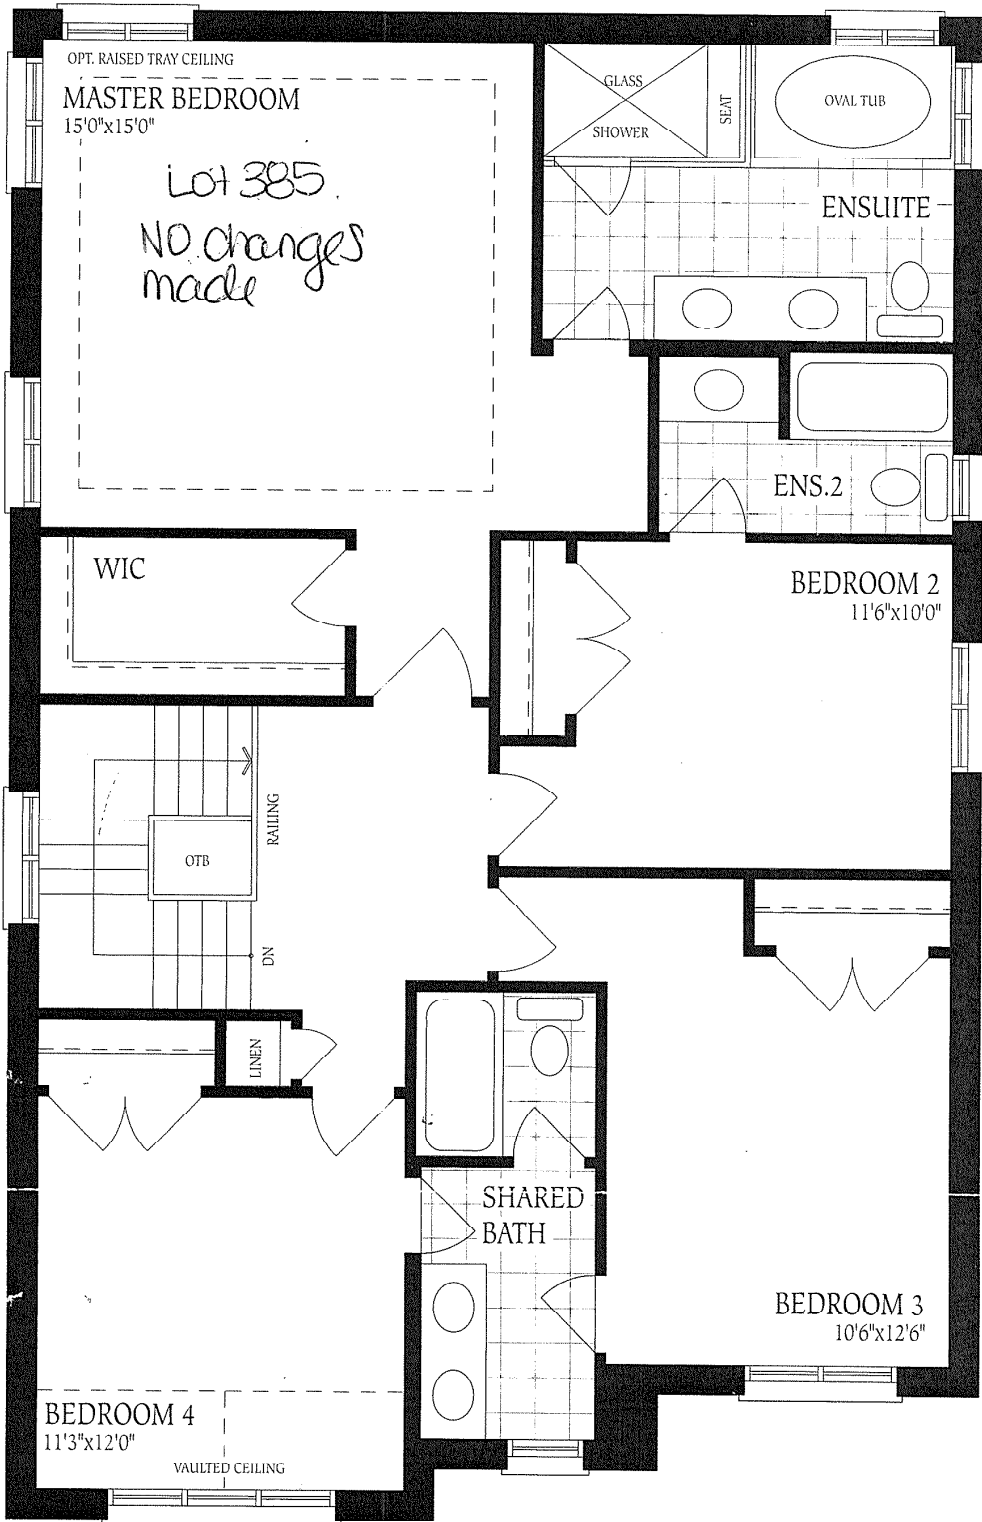 OPT. RAISED TRAY CEILING
MASTER BEDROOM
15'0"x15'0"
Lot 385.
NO changes
made
GLASS
SHOWER
SEAT
OVAL TUB
ENSUITE
ENS.2
WIC
BEDROOM 2
11'6"x10'0"
RAILING
OTB
DN
LINEN
SHARED
BATH
BEDROOM 3
10'6"x12'6"
BEDROOM 4
11'3"x12'0"
VAULTED CEILING